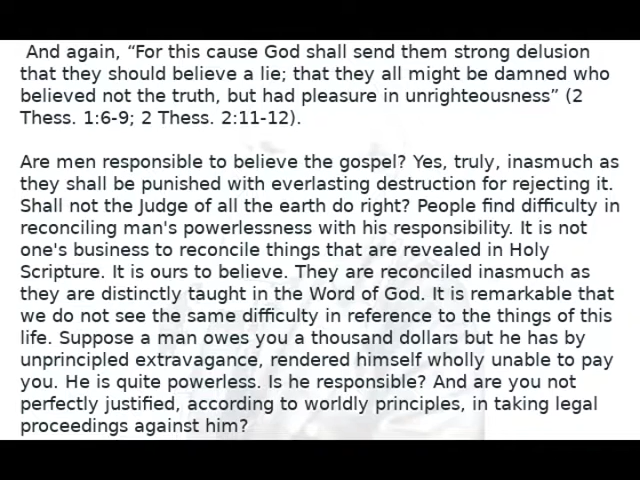 And again, “For this cause God shall send them strong delusion
that they should believe a lie; that they all might be damned who
believed not the truth, but had pleasure in unrighteousness” (2
Thess. 1:6-9; 2 Thess. 2:11-12).
Are men responsible to believe the gospel? Yes, truly, inasmuch as
they shall be punished with everlasting destruction for rejecting it.
Shall not the Judge of all the earth do right? People find difficulty in
reconciling man's powerlessness with his responsibility. It is not
one's business to reconcile things that are revealed in Holy
Scripture. It is ours to believe. They are reconciled inasmuch as
they are distinctly taught in the Word of God. It is remarkable that
we do not see the same difficulty in reference to the things of this
life. Suppose a man owes you a thousand dollars but he has by
unprincipled extravagance, rendered himself wholly unable to pay
you. He is quite powerless. Is he responsible? And are you not
perfectly justified, according to worldly principles, in taking legal
proceedings against him?